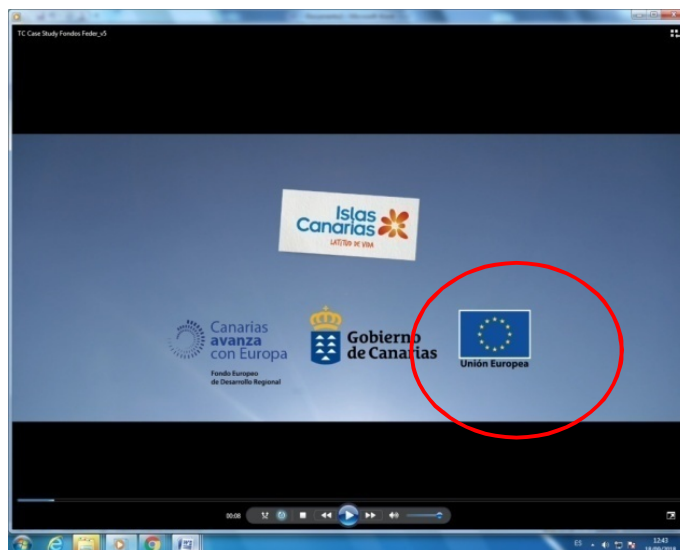 TC Case Study Fondos Feder_v5
Islas
Canarias
LATITUD DE VIDA
Canarias
avanza
con Europa
Fondo Europeo
de Desarrollo Regional
Gobierno
de Canarias
Unión Europea
00:08
ES
12:43